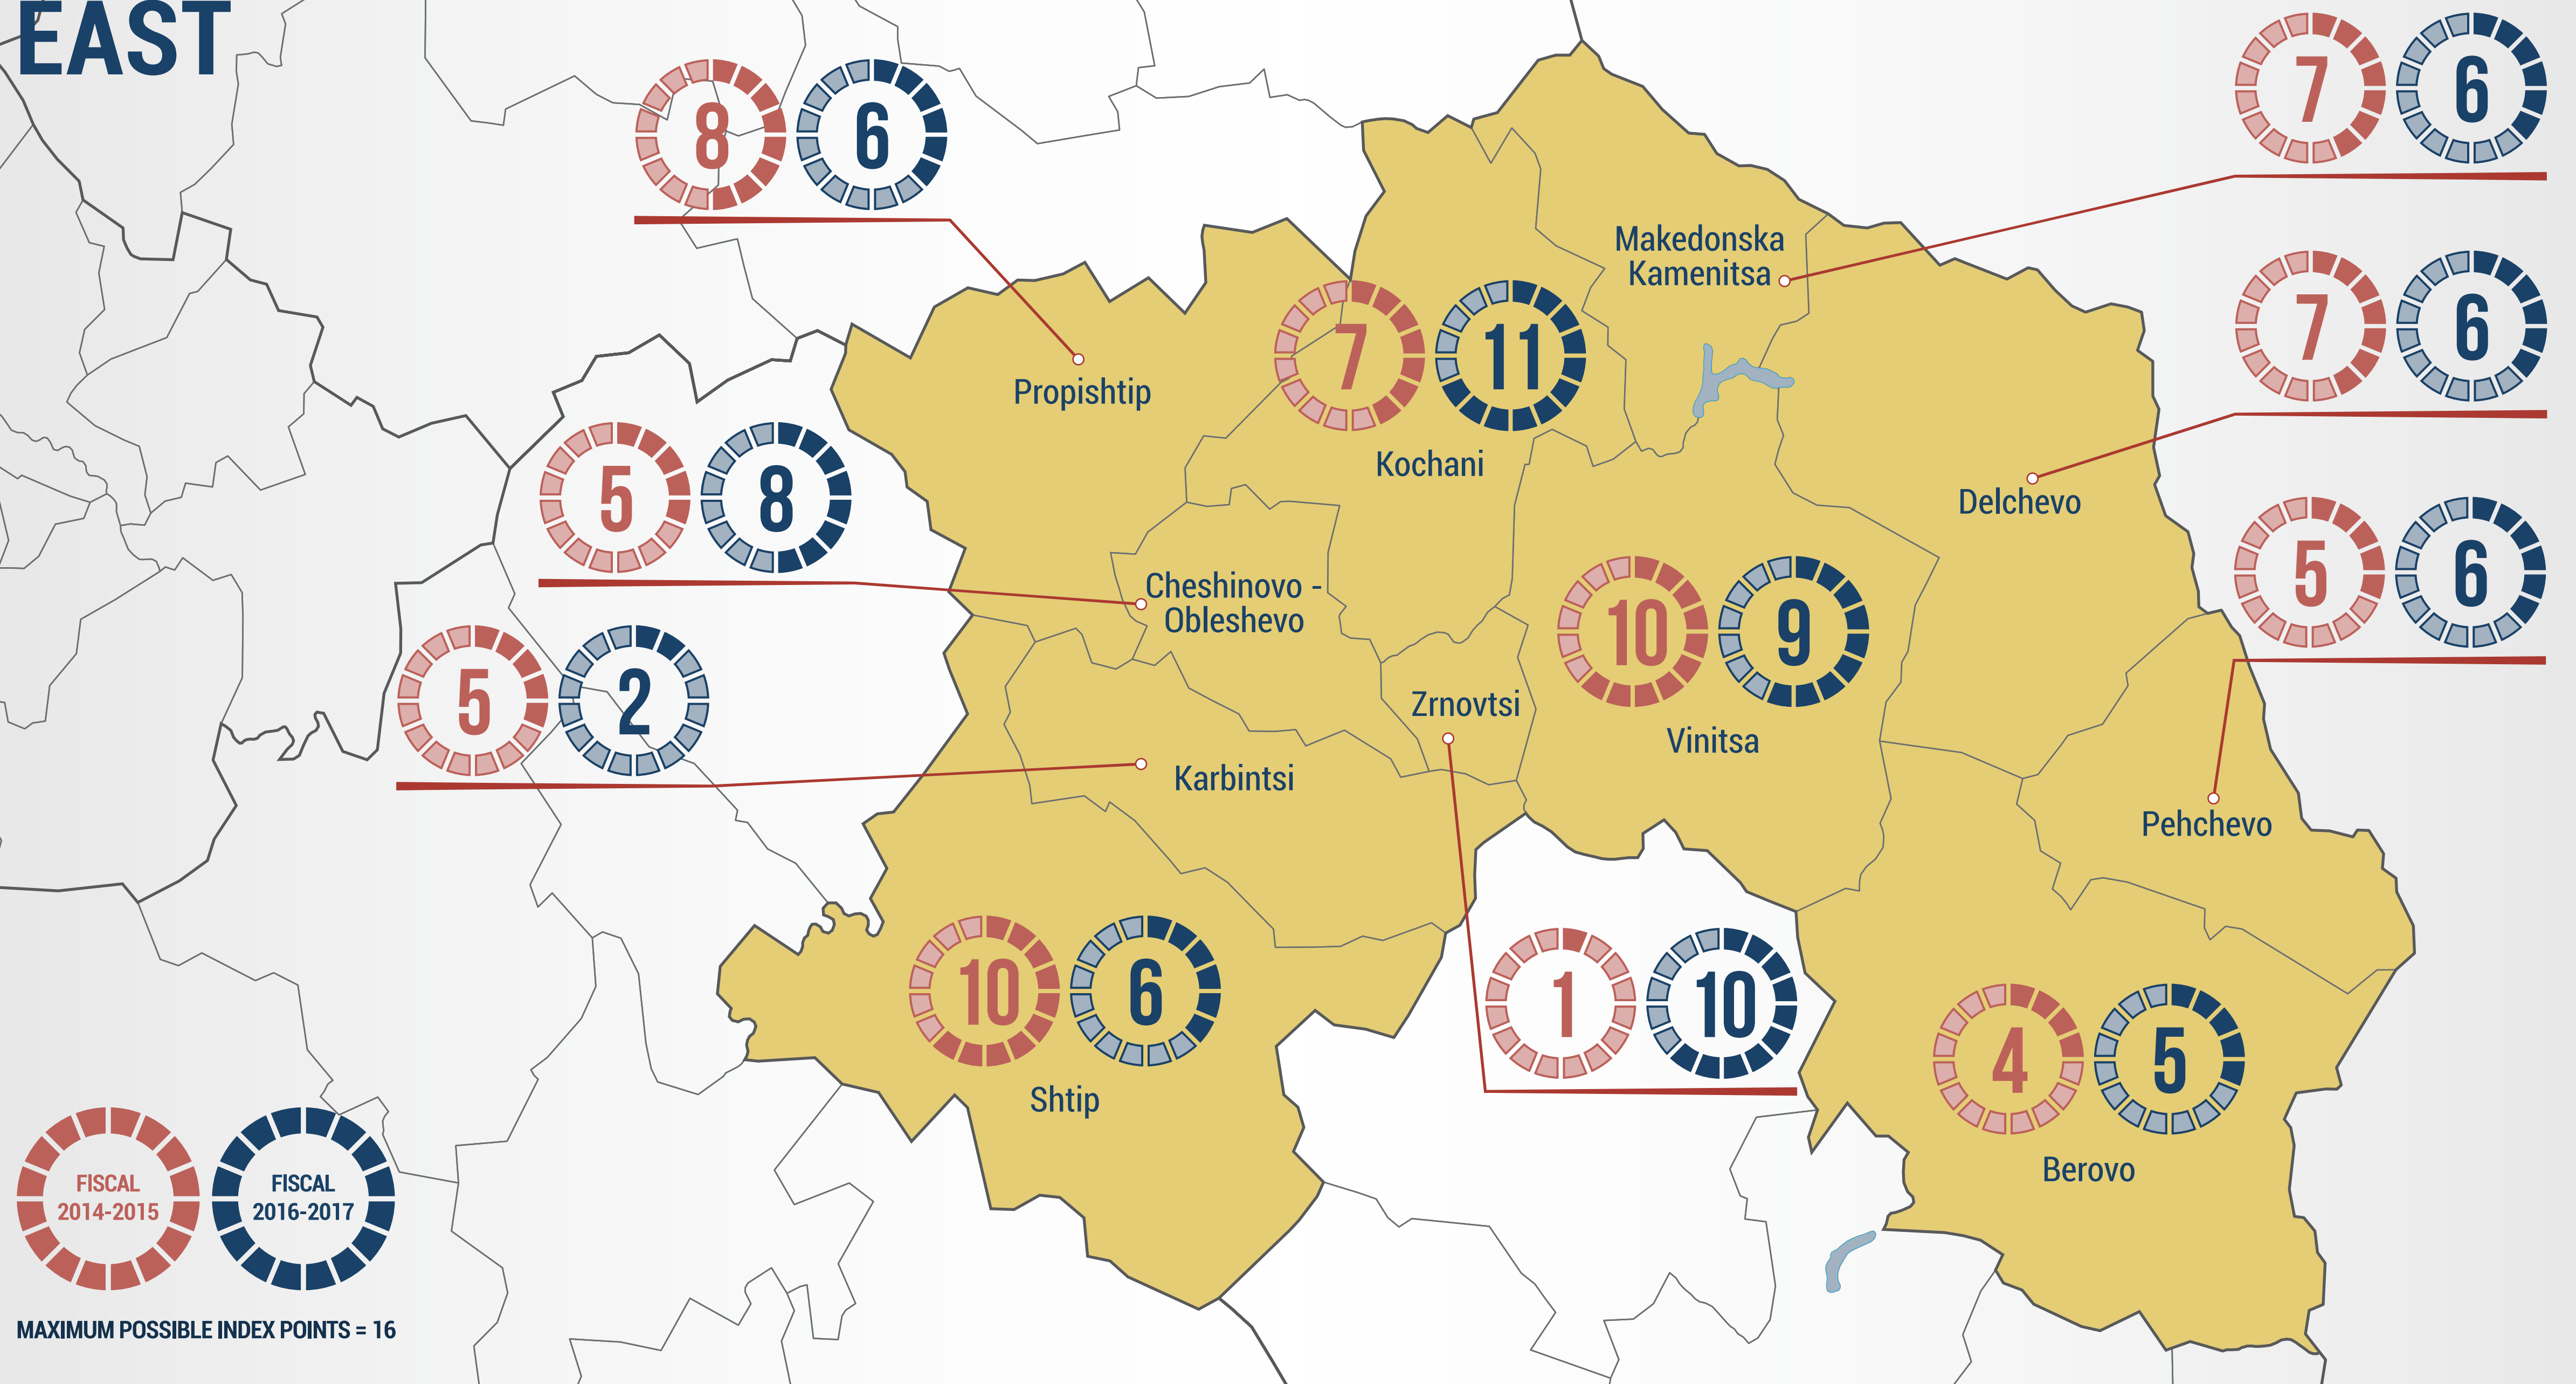 EAST
8 6
7 6
Makedonska
Kamenitsa
7 11
Kochani
7 6
Propishtip
Delchevo
5 8
Cheshinovo -
Obleshevo
10 9
Vinitsa
5 6
5 2
Zrnovtsi
Karbintsi
Pehchevo
10 6
Shtip
1 10
4 5
Berovo
FISCAL
2014-2015
FISCAL
2016-2017
MAXIMUM POSSIBLE INDEX POINTS = 16